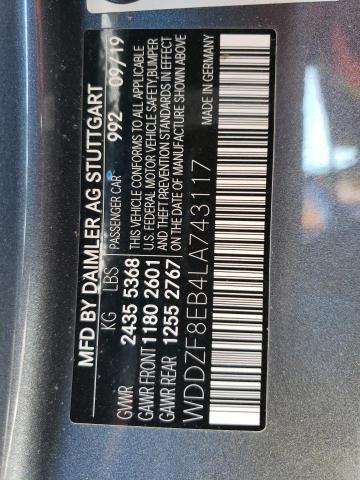 MFD BY DAIMLER AG STUTTGART
KG LBS PASSENGER CAR 992 09/19
GVWR 2435 5368 THIS VEHICLE CONFORMS TO ALL APPLICABLE
GAWR FRONT 1180 2601 U.S. FEDERAL MOTOR VEHICLE SAFETY, BUMPER
GAWR REAR 1255 2767 AND THEFT PREVENTION STANDARDS IN EFFECT
ON THE DATE OF MANUFACTURE SHOWN ABOVE
WDDZF8EB4LA743117 MADE IN GERMANY